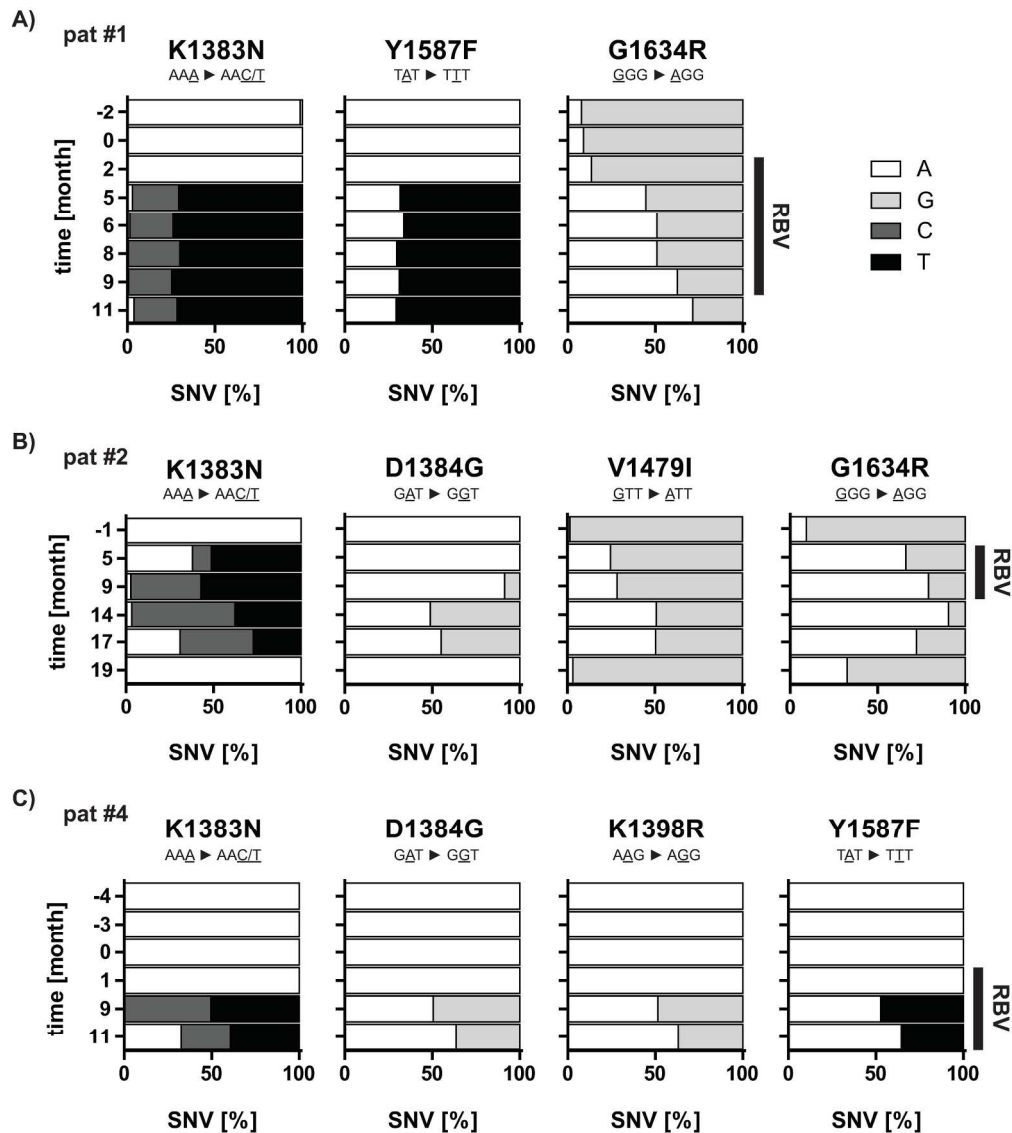 A)
pat #1
K1383N Y1587F G1634R
AAA ► AAC/T TAT ► TTT GGG ► AGG
time [month]
-2
0
2
5
6
8
9
11
0 50 100 0 50 100 0 50 100
SNV [%] SNV [%] SNV [%]
RBV
A
G
C
T
B)
pat #2
K1383N D1384G V1479I G1634R
AAA ► AAC/T GAT ► GGT GTT ► ATT GGG ► AGG
time [month]
-1
5
9
14
17
19
0 50 100 0 50 100 0 50 100 0 50 100
SNV [%] SNV [%] SNV [%] SNV [%]
RBV
C)
pat #4
K1383N D1384G K1398R Y1587F
AAA ► AAC/T GAT ► GGT AAG ► AGG TAT ► TTT
time [month]
-4
-3
0
1
9
11
0 50 100 0 50 100 0 50 100 0 50 100
SNV [%] SNV [%] SNV [%] SNV [%]
RBV